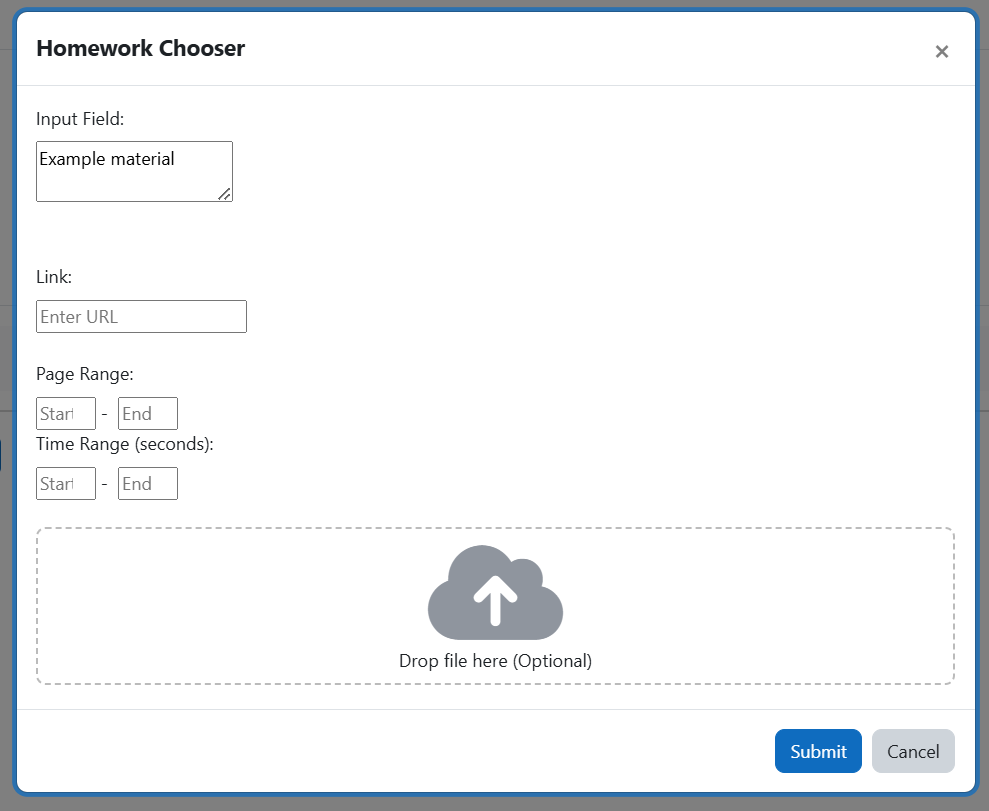 Homework Chooser
×
Input Field:
Example material
Link:
Enter URL
Page Range:
Start - End
Time Range (seconds):
Start - End
Drop file here (Optional)
Submit Cancel